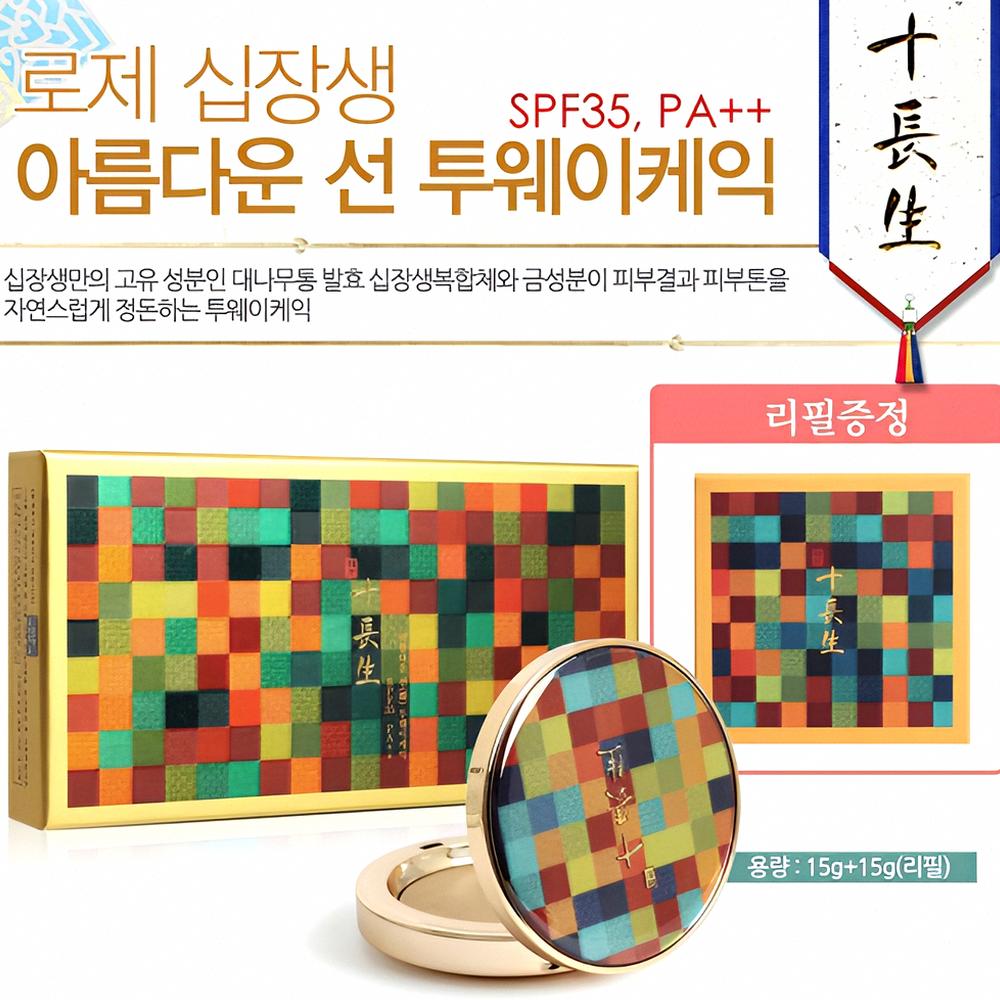 로제 십장생
SPF35, PA++
아름다운 선 투웨이케익
십장생만의 고유 성분인 대나무통 발효 십장생복합체와 금성분이 피부결과 피부톤을
자연스럽게 정돈하는 투웨이케익
十
長
生
리필증정
十
長
生
十
長
生
十長生
용량 : 15g+15g(리필)